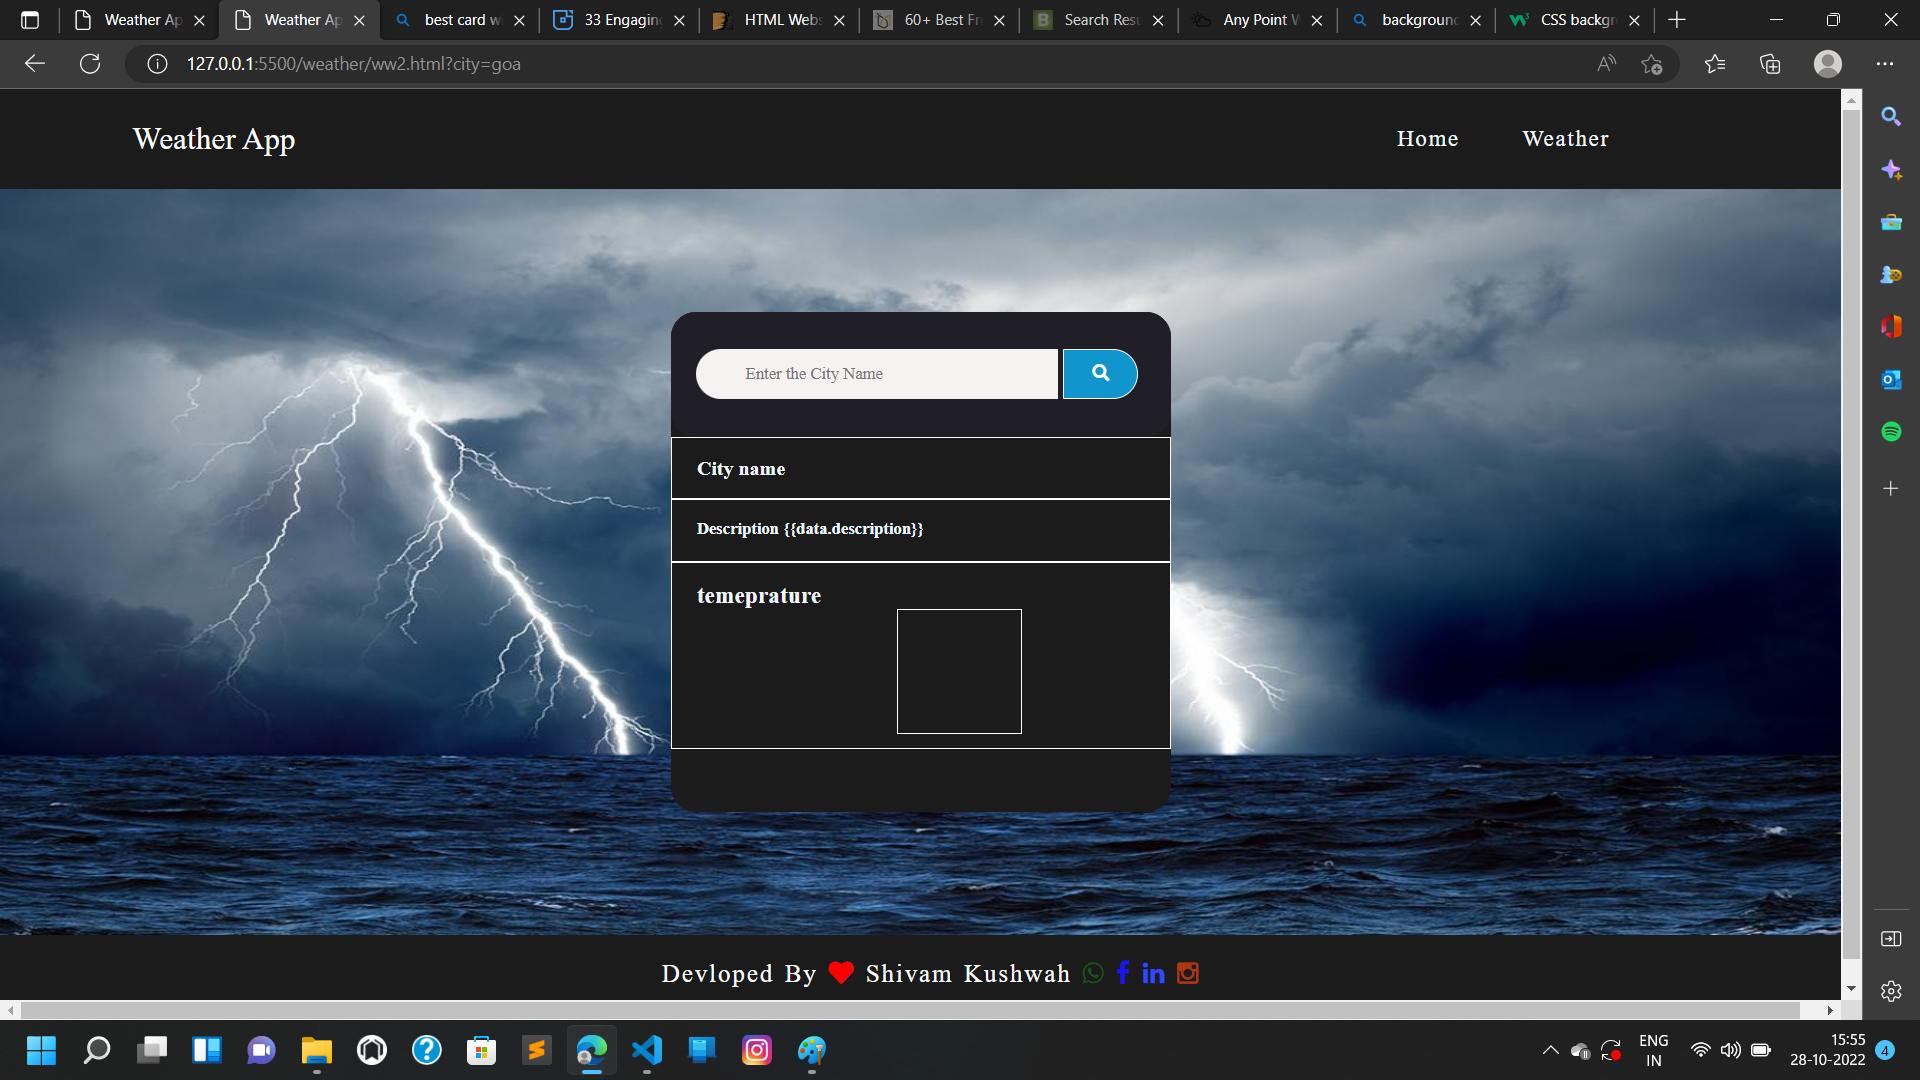 Weather Ap
Weather Ap
best card w
33 Engagin
HTML Webs
60+ Best Fr
Search Resu
Any Point W
background
CSS backgr
127.0.0.1:5500/weather/ww2.html?city=goa
Weather App
Home
Weather
Enter the City Name
City name
Description {{data.description}}
temeprature
Devloped By
Shivam Kushwah
ENG
IN
15:55
28-10-2022
4